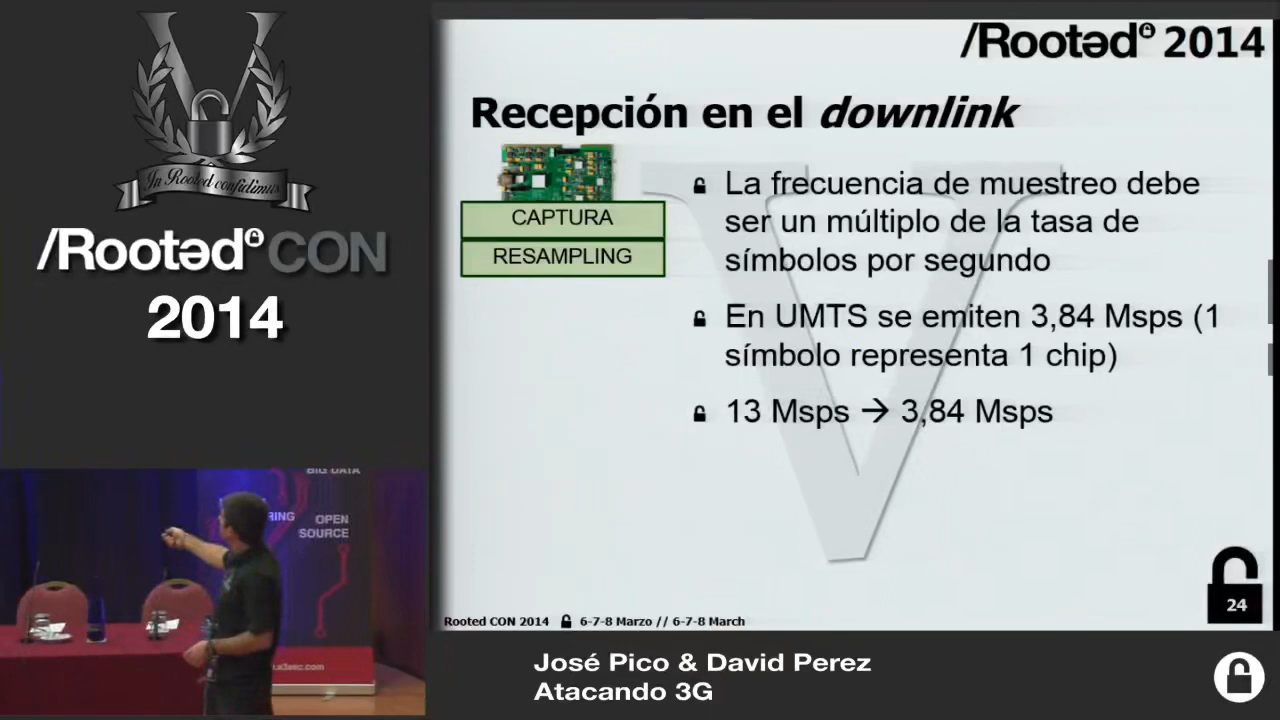 In Rooted confidimus
/Rootəd CON
2014
/Rootəd 2014
Recepción en el downlink
CAPTURA
RESAMPLING
La frecuencia de muestreo debe
ser un múltiplo de la tasa de
símbolos por segundo
En UMTS se emiten 3,84 Msps (1
símbolo representa 1 chip)
13 Msps → 3,84 Msps
24
Rooted CON 2014 6-7-8 Marzo // 6-7-8 March
BIG DATA
OPEN
SOURCE
José Pico & David Perez
Atacando 3G